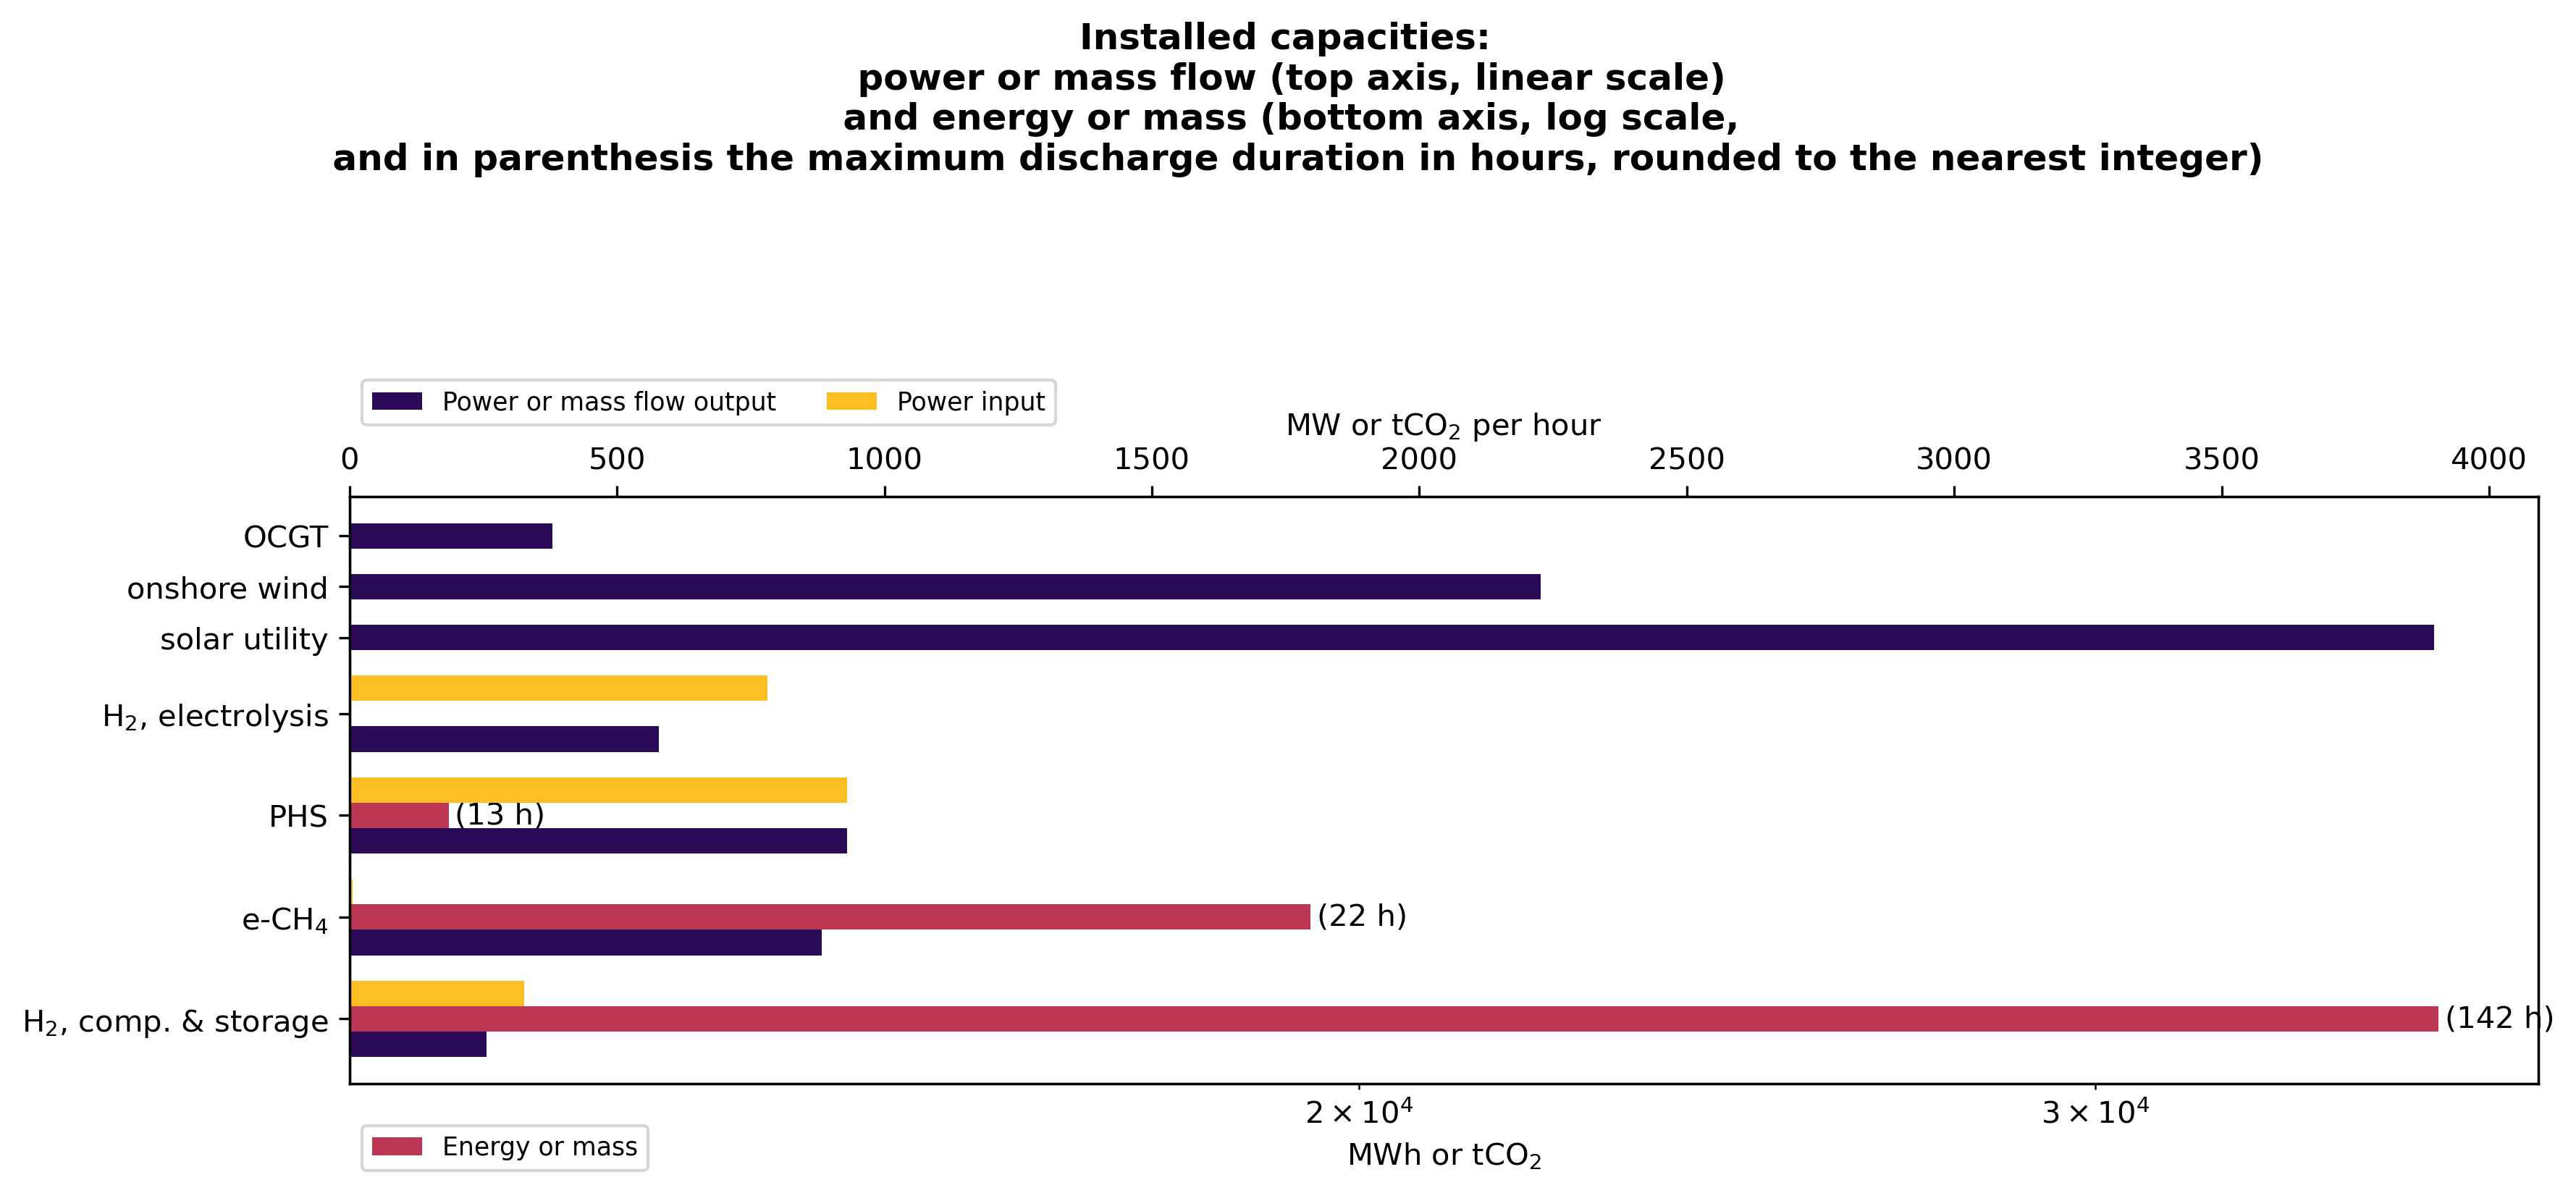 Installed capacities:
power or mass flow (top axis, linear scale)
and energy or mass (bottom axis, log scale,
and in parenthesis the maximum discharge duration in hours, rounded to the nearest integer)
Power or mass flow output Power input
MW or tCO₂ per hour
0 500 1000 1500 2000 2500 3000 3500 4000
OCGT
onshore wind
solar utility
H₂, electrolysis
PHS (13 h)
e-CH₄ (22 h)
H₂, comp. & storage (142 h)
2 × 10⁴ 3 × 10⁴
MWh or tCO₂
Energy or mass